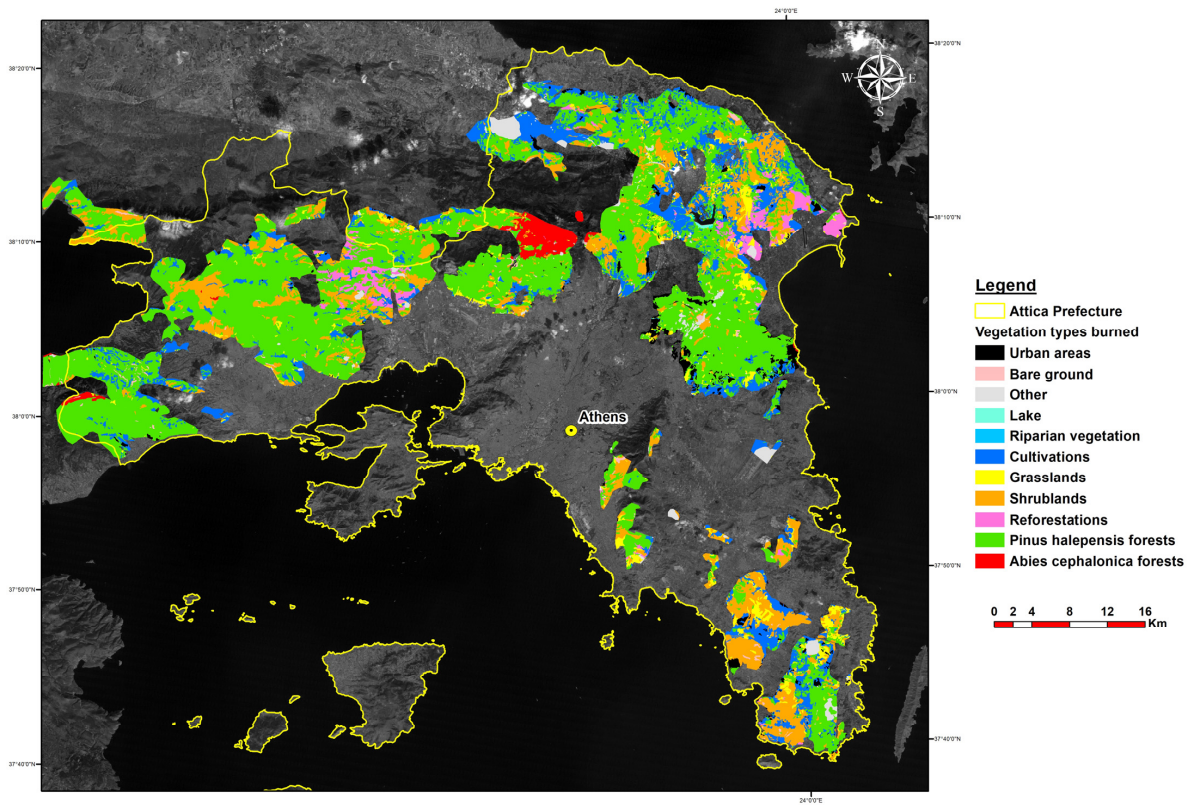 24°0'0"E
38°20'0"N
38°20'0"N
N
W E
S
38°10'0"N
38°10'0"N
38°0'0"N
38°0'0"N
Athens
37°50'0"N
37°50'0"N
37°40'0"N
37°40'0"N
24°0'0"E
Legend
Attica Prefecture
Vegetation types burned
Urban areas
Bare ground
Other
Lake
Riparian vegetation
Cultivations
Grasslands
Shrublands
Reforestations
Pinus halepensis forests
Abies cephalonica forests
0 2 4 8 12 16
Km